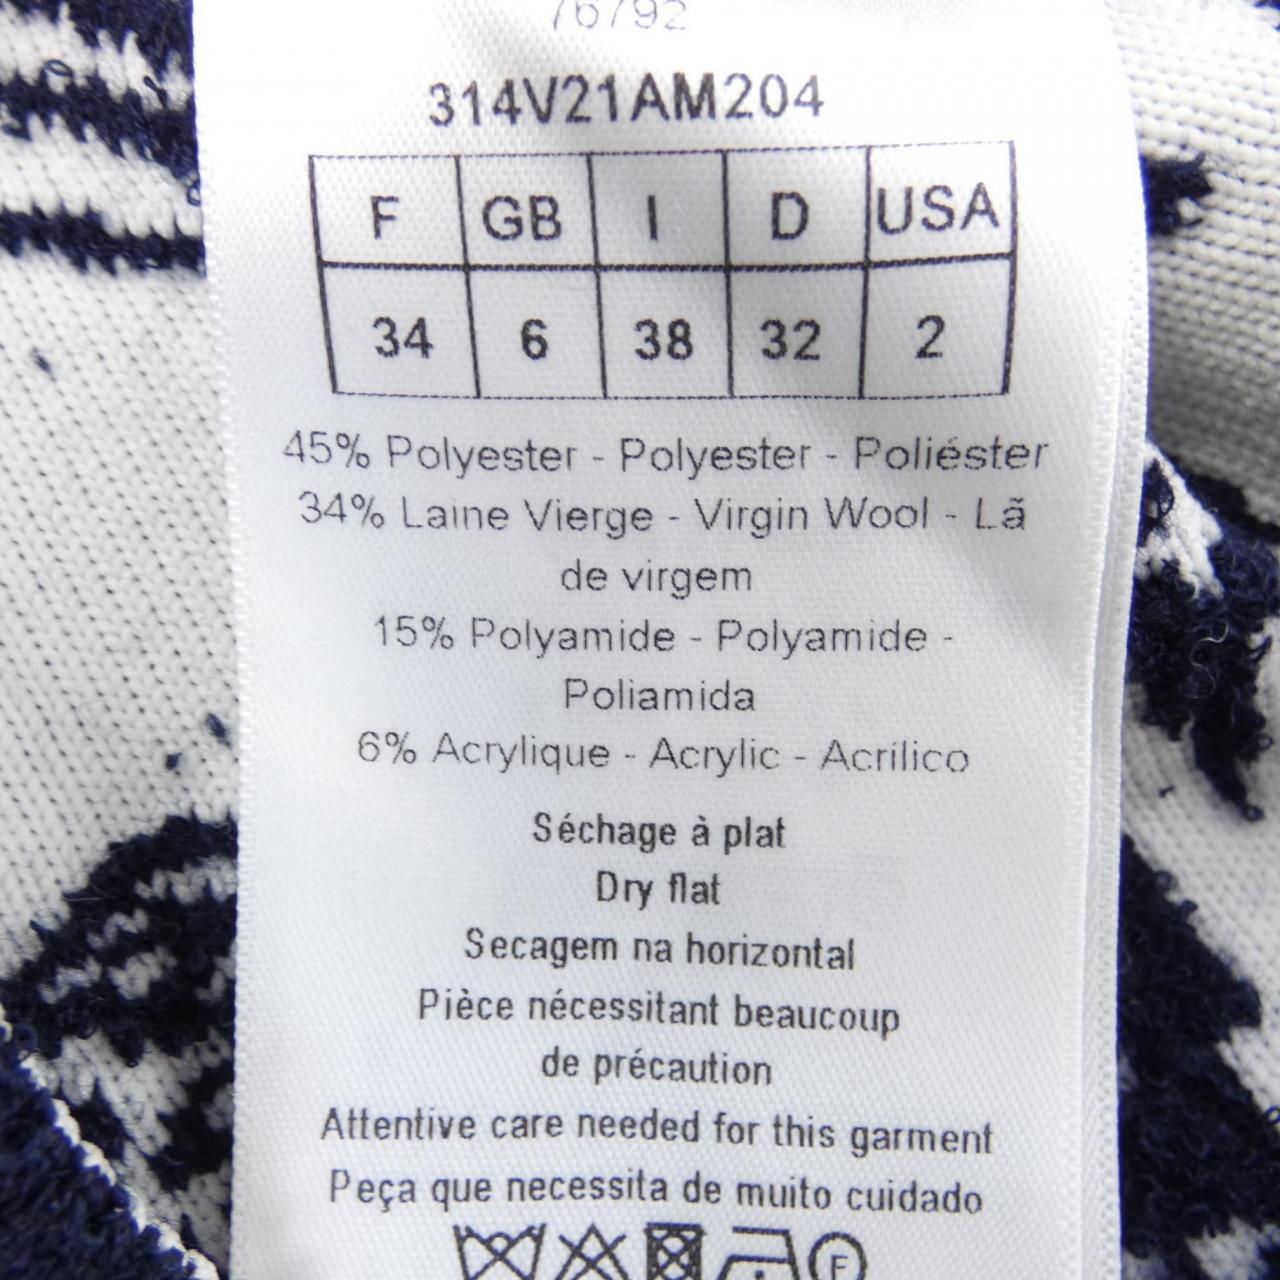 76792
314V21AM204
F GB I D USA
34 6 38 32 2
45% Polyester - Polyester - Poliéster
34% Laine Vierge - Virgin Wool - Lã
de virgem
15% Polyamide - Polyamide -
Poliamida
6% Acrylique - Acrylic - Acrilico
Séchage à plat
Dry flat
Secagem na horizontal
Pièce nécessitant beaucoup
de précaution
Attentive care needed for this garment
Peça que necessita de muito cuidado
F